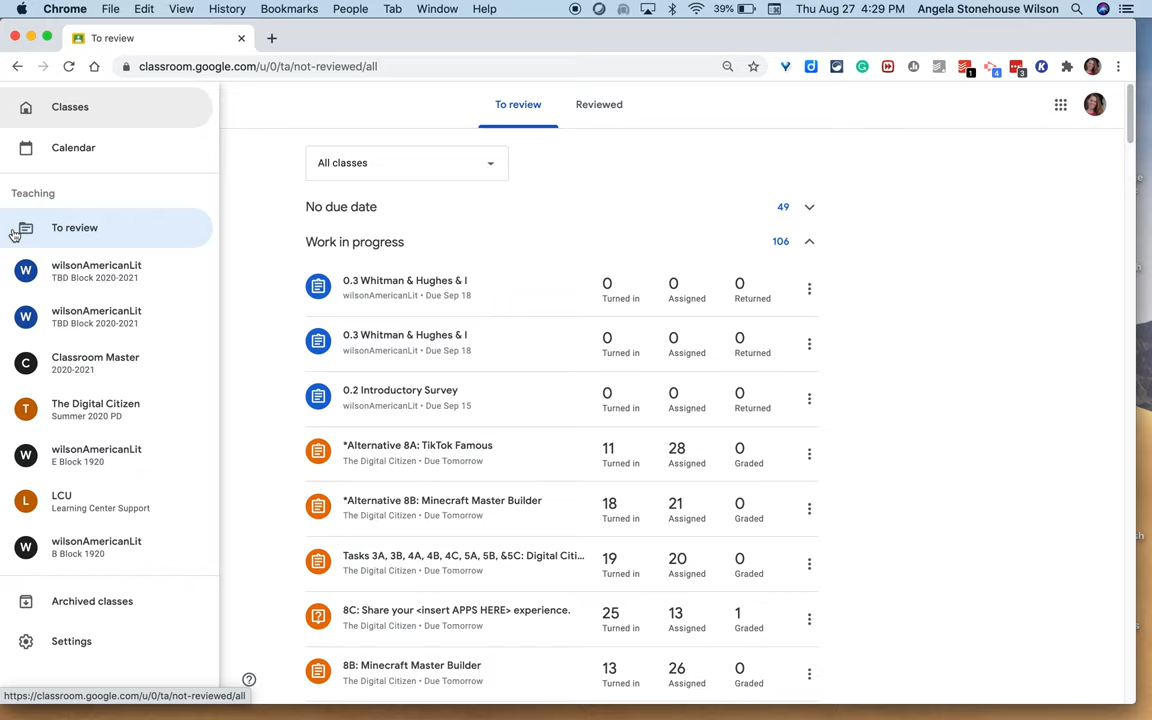 Chrome File Edit View History Bookmarks People Tab Window Help 39% Thu Aug 27 4:29 PM Angela Stonehouse Wilson
To review
classroom.google.com/u/0/ta/not-reviewed/all
1 4 3 K
Classes
To review Reviewed
Calendar
Teaching
To review
W wilsonAmericanLit
TBD Block 2020-2021
W wilsonAmericanLit
TBD Block 2020-2021
C Classroom Master
2020-2021
T The Digital Citizen
Summer 2020 PD
W wilsonAmericanLit
E Block 1920
L LCU
Learning Center Support
W wilsonAmericanLit
B Block 1920
Archived classes
Settings
https://classroom.google.com/u/0/ta/not-reviewed/all
All classes
No due date 49
Work in progress 106
0.3 Whitman & Hughes & I 0 0 0
wilsonAmericanLit • Due Sep 18 Turned in Assigned Returned
0.3 Whitman & Hughes & I 0 0 0
wilsonAmericanLit • Due Sep 18 Turned in Assigned Returned
0.2 Introductory Survey 0 0 0
wilsonAmericanLit • Due Sep 15 Turned in Assigned Returned
*Alternative 8A: TikTok Famous 11 28 0
The Digital Citizen • Due Tomorrow Turned in Assigned Graded
*Alternative 8B: Minecraft Master Builder 18 21 0
The Digital Citizen • Due Tomorrow Turned in Assigned Graded
Tasks 3A, 3B, 4A, 4B, 4C, 5A, 5B, &5C: Digital Citi... 19 20 0
The Digital Citizen • Due Tomorrow Turned in Assigned Graded
8C: Share your <insert APPS HERE> experience. 25 13 1
The Digital Citizen • Due Tomorrow Turned in Assigned Graded
8B: Minecraft Master Builder 13 26 0
The Digital Citizen • Due Tomorrow Turned in Assigned Graded